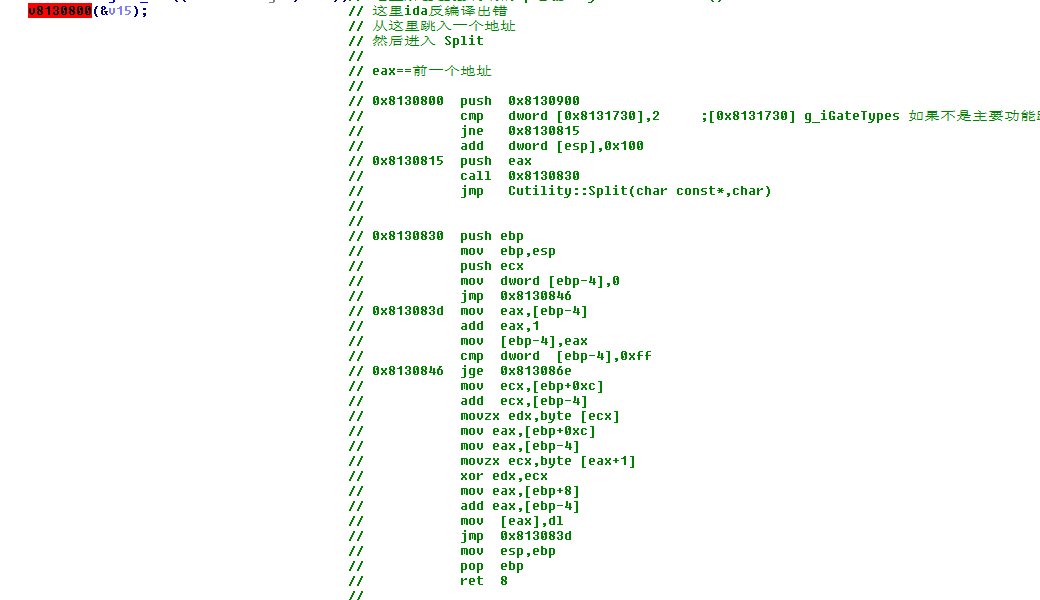 v8130800(&v15); // 这里ida反编译出错
// 从这里跳入一个地址
// 然后进入 Split
//
// eax==前一个地址
//
// 0x8130800 push 0x8130900
// cmp dword [0x8131730],2 ;[0x8131730] g_iGateTypes 如果不是主要功能
// jne 0x8130815
// add dword [esp],0x100
// 0x8130815 push eax
// call 0x8130830
// jmp Cutility::Split(char const*,char)
//
//
// 0x8130830 push ebp
// mov ebp,esp
// push ecx
// mov dword [ebp-4],0
// jmp 0x8130846
// 0x813083d mov eax,[ebp-4]
// add eax,1
// mov [ebp-4],eax
// cmp dword [ebp-4],0xff
// 0x8130846 jge 0x813086e
// mov ecx,[ebp+0xc]
// add ecx,[ebp-4]
// movzx edx,byte [ecx]
// mov eax,[ebp+0xc]
// mov eax,[ebp-4]
// movzx ecx,byte [eax+1]
// xor edx,ecx
// mov eax,[ebp+8]
// add eax,[ebp-4]
// mov [eax],dl
// jmp 0x813083d
// mov esp,ebp
// pop ebp
// ret 8
//